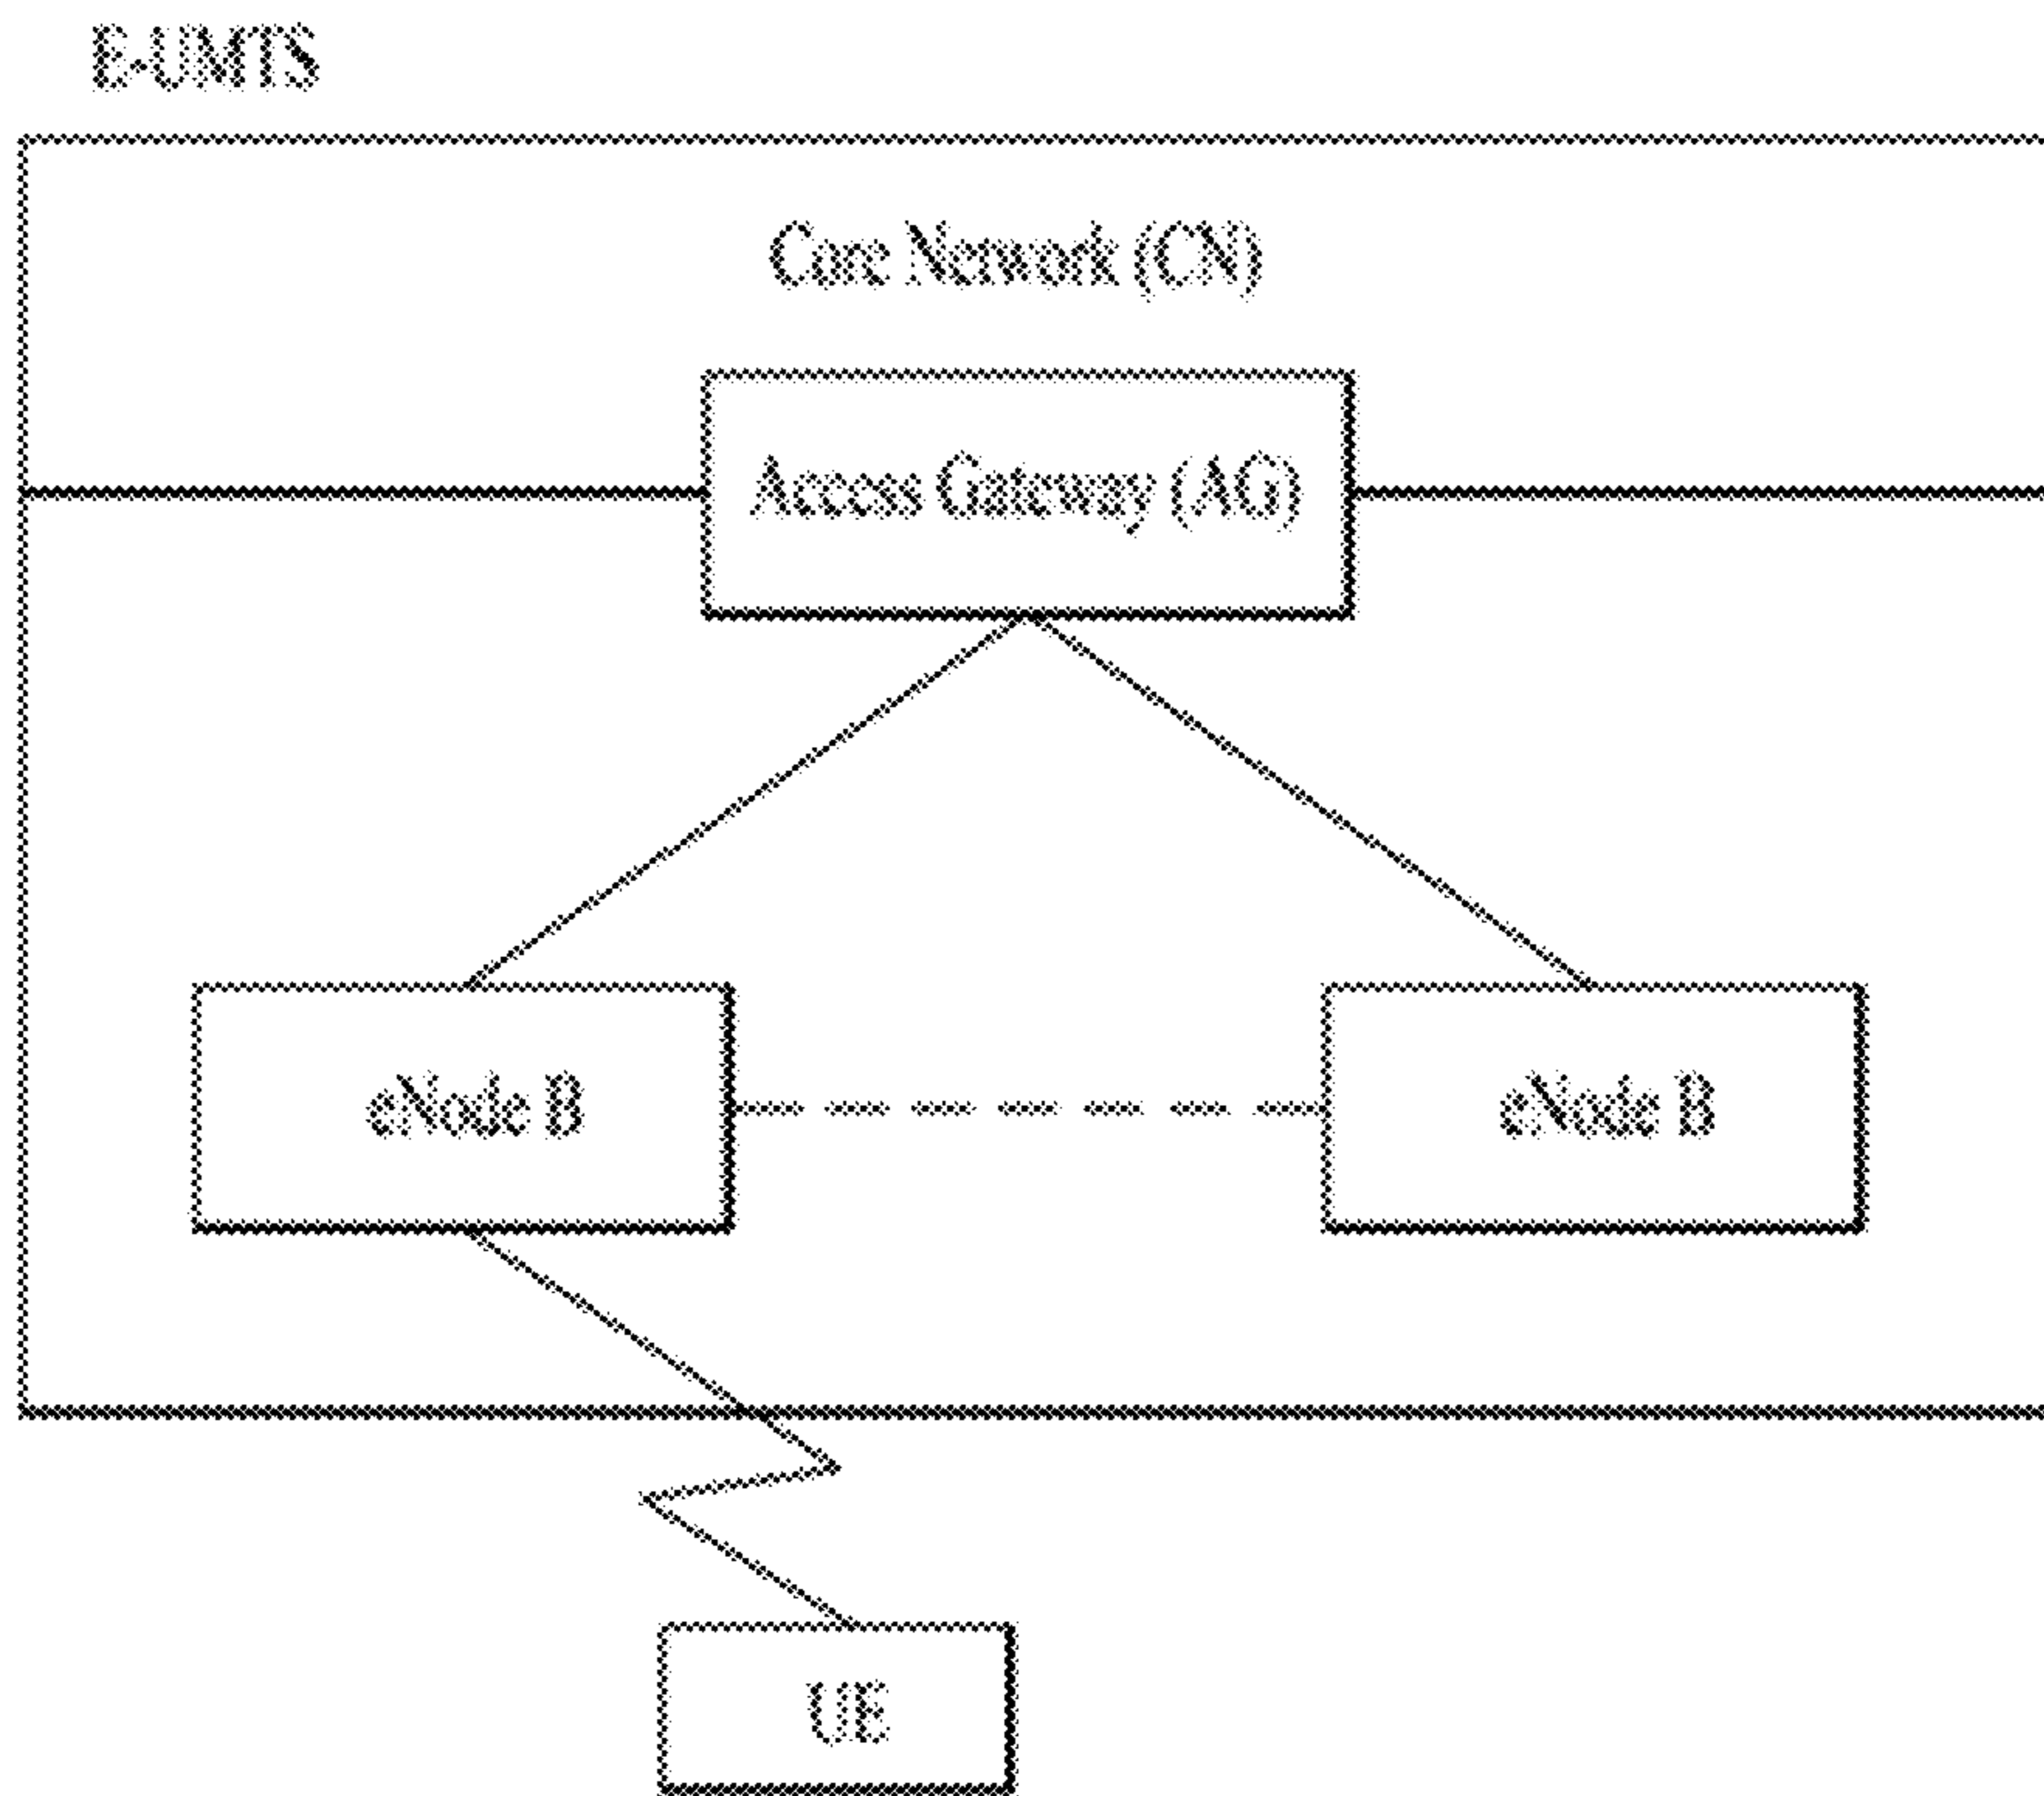 E-UMTS
Core Network (CN)
Access Gateway (AG)
eNode B
eNode B
UE